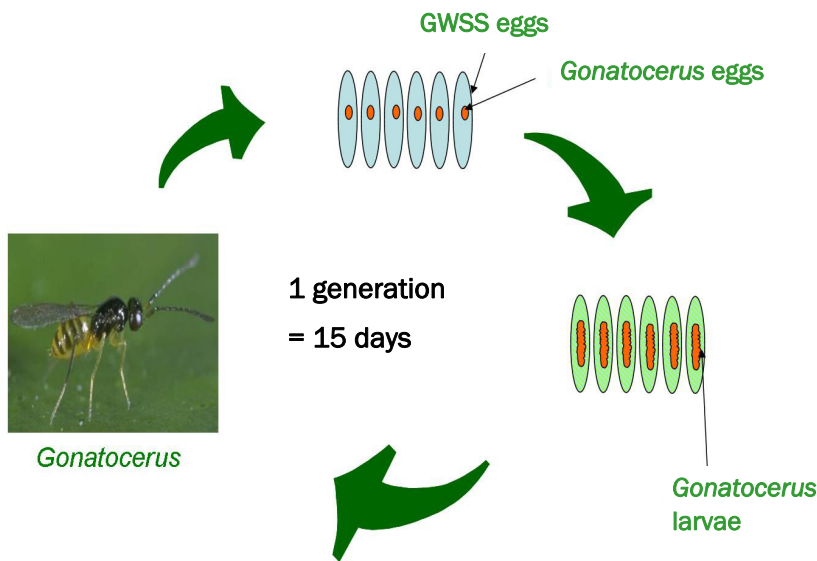 GWSS eggs
Gonatocerus eggs
1 generation
= 15 days
Gonatocerus
Gonatocerus
larvae